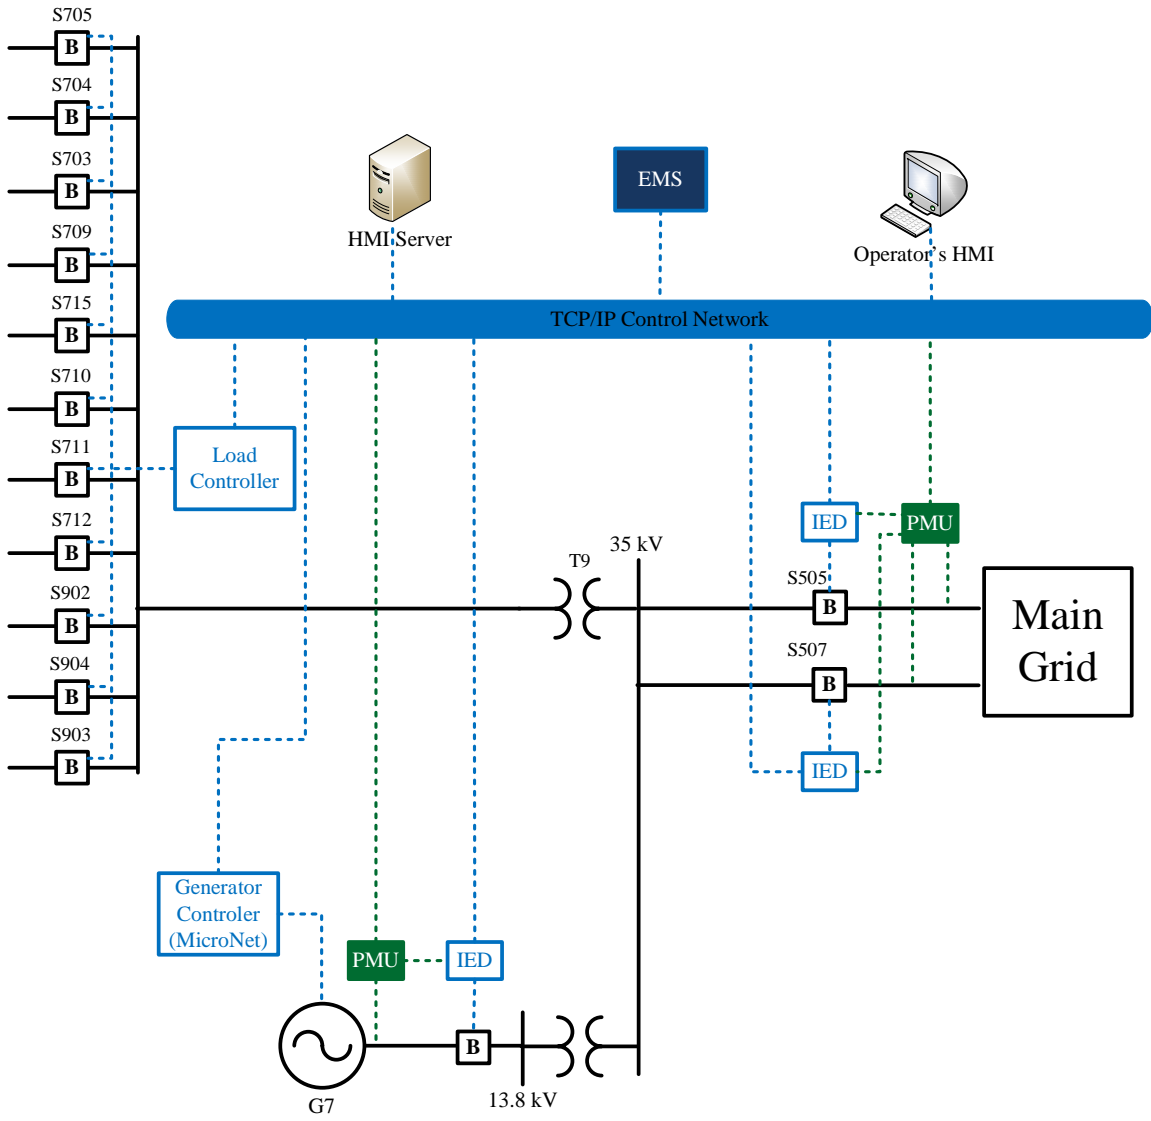 S705
B
S704
B
S703
B
S709
B
S715
B
S710
B
S711
B
S712
B
S902
B
S904
B
S903
B
HMI Server
EMS
Operator's HMI
TCP/IP Control Network
Load
Controller
T9
35 kV
IED
PMU
S505
B
S507
B
IED
Main
Grid
Generator
Controler
(MicroNet)
PMU
IED
B
G7
13.8 kV